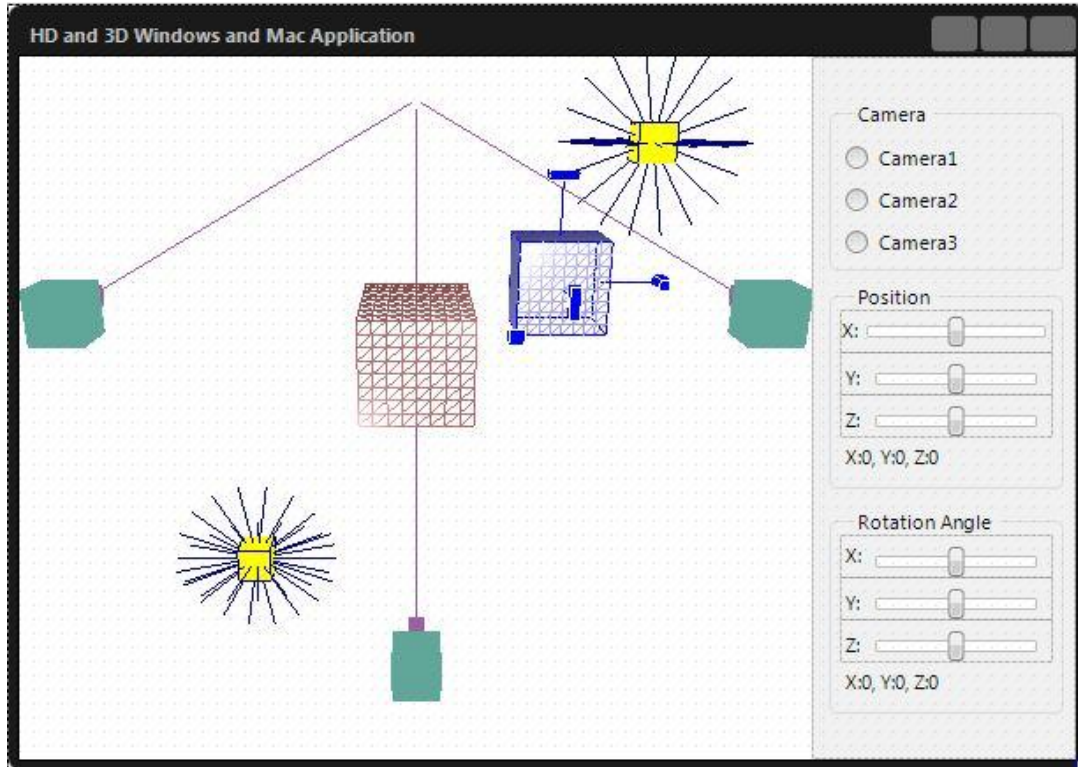 HD and 3D Windows and Mac Application
Camera
Camera1
Camera2
Camera3
Position
X:
Y:
Z:
X:0, Y:0, Z:0
Rotation Angle
X:
Y:
Z:
X:0, Y:0, Z:0